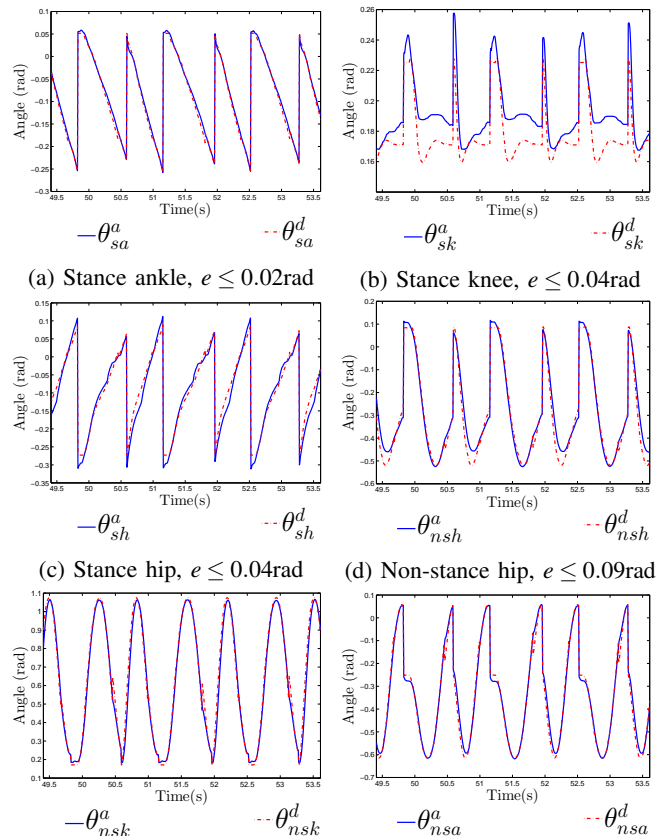 0.1
0.05
0
−0.05
−0.1
−0.15
−0.2
−0.25
−0.3
Angle (rad)
49.5 50 50.5 51 51.5 52 52.5 53 53.5
Time(s)
θ^a_sa θ^d_sa
(a) Stance ankle, e ≤ 0.02rad
0.26
0.24
0.22
0.2
0.18
0.16
Angle (rad)
49.5 50 50.5 51 51.5 52 52.5 53 53.5
Time(s)
θ^a_sk θ^d_sk
(b) Stance knee, e ≤ 0.04rad
0.15
0.1
0.05
0
−0.05
−0.1
−0.15
−0.2
−0.25
−0.3
−0.35
Angle (rad)
49.5 50 50.5 51 51.5 52 52.5 53 53.5
Time(s)
θ^a_sh θ^d_sh
(c) Stance hip, e ≤ 0.04rad
0.2
0.1
0
−0.1
−0.2
−0.3
−0.4
−0.5
−0.6
Angle (rad)
49.5 50 50.5 51 51.5 52 52.5 53 53.5
Time(s)
θ^a_nsh θ^d_nsh
(d) Non-stance hip, e ≤ 0.09rad
1.1
1
0.9
0.8
0.7
0.6
0.5
0.4
0.3
0.2
0.1
Angle (rad)
49.5 50 50.5 51 51.5 52 52.5 53 53.5
Time(s)
θ^a_nsk θ^d_nsk
0.1
0
−0.1
−0.2
−0.3
−0.4
−0.5
−0.6
−0.7
Angle (rad)
49.5 50 50.5 51 51.5 52 52.5 53 53.5
Time(s)
θ^a_nsa θ^d_nsa